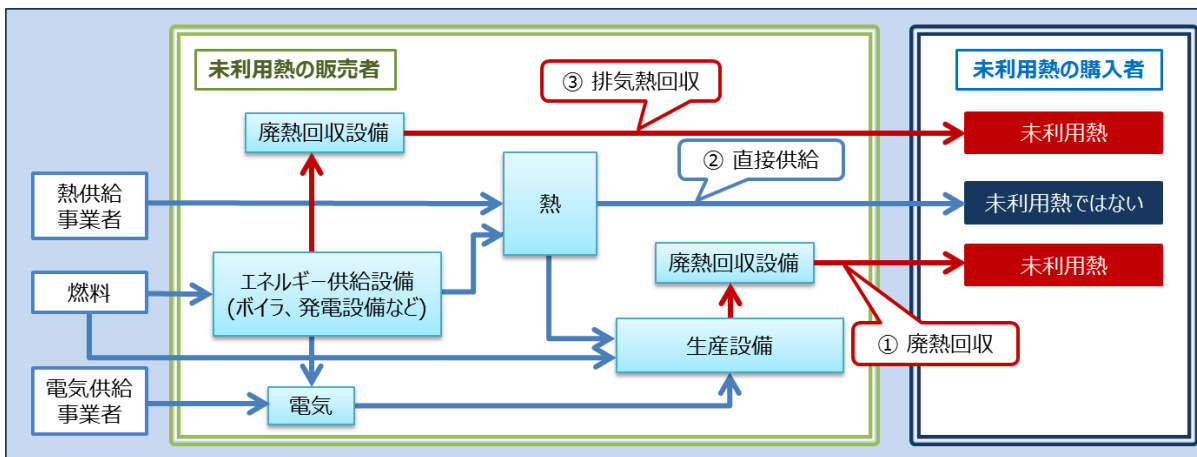 未利用熱の販売者
未利用熱の購入者
③ 排気熱回収
廃熱回収設備
未利用熱
② 直接供給
熱供給
事業者
熱
未利用熱ではない
廃熱回収設備
未利用熱
燃料
エネルギー供給設備
(ボイラ、発電設備など)
生産設備
① 廃熱回収
電気供給
事業者
電気